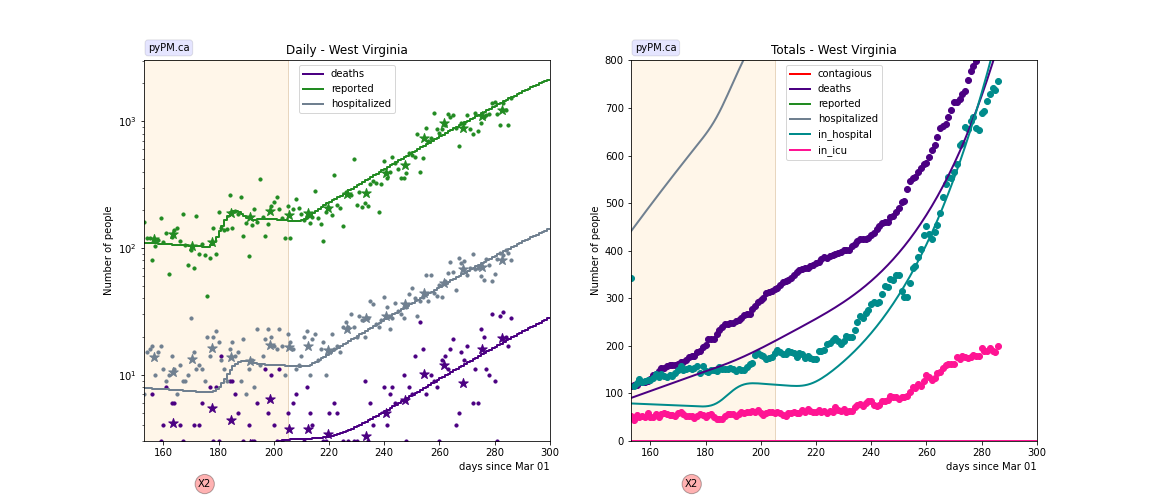 pyPM.ca
Daily - West Virginia
deaths
reported
hospitalized
Number of people
10³
10²
10¹
160 180 200 220 240 260 280 300
days since Mar 01
X2
pyPM.ca
Totals - West Virginia
contagious
deaths
reported
hospitalized
in_hospital
in_icu
Number of people
800
700
600
500
400
300
200
100
0
160 180 200 220 240 260 280 300
days since Mar 01
X2